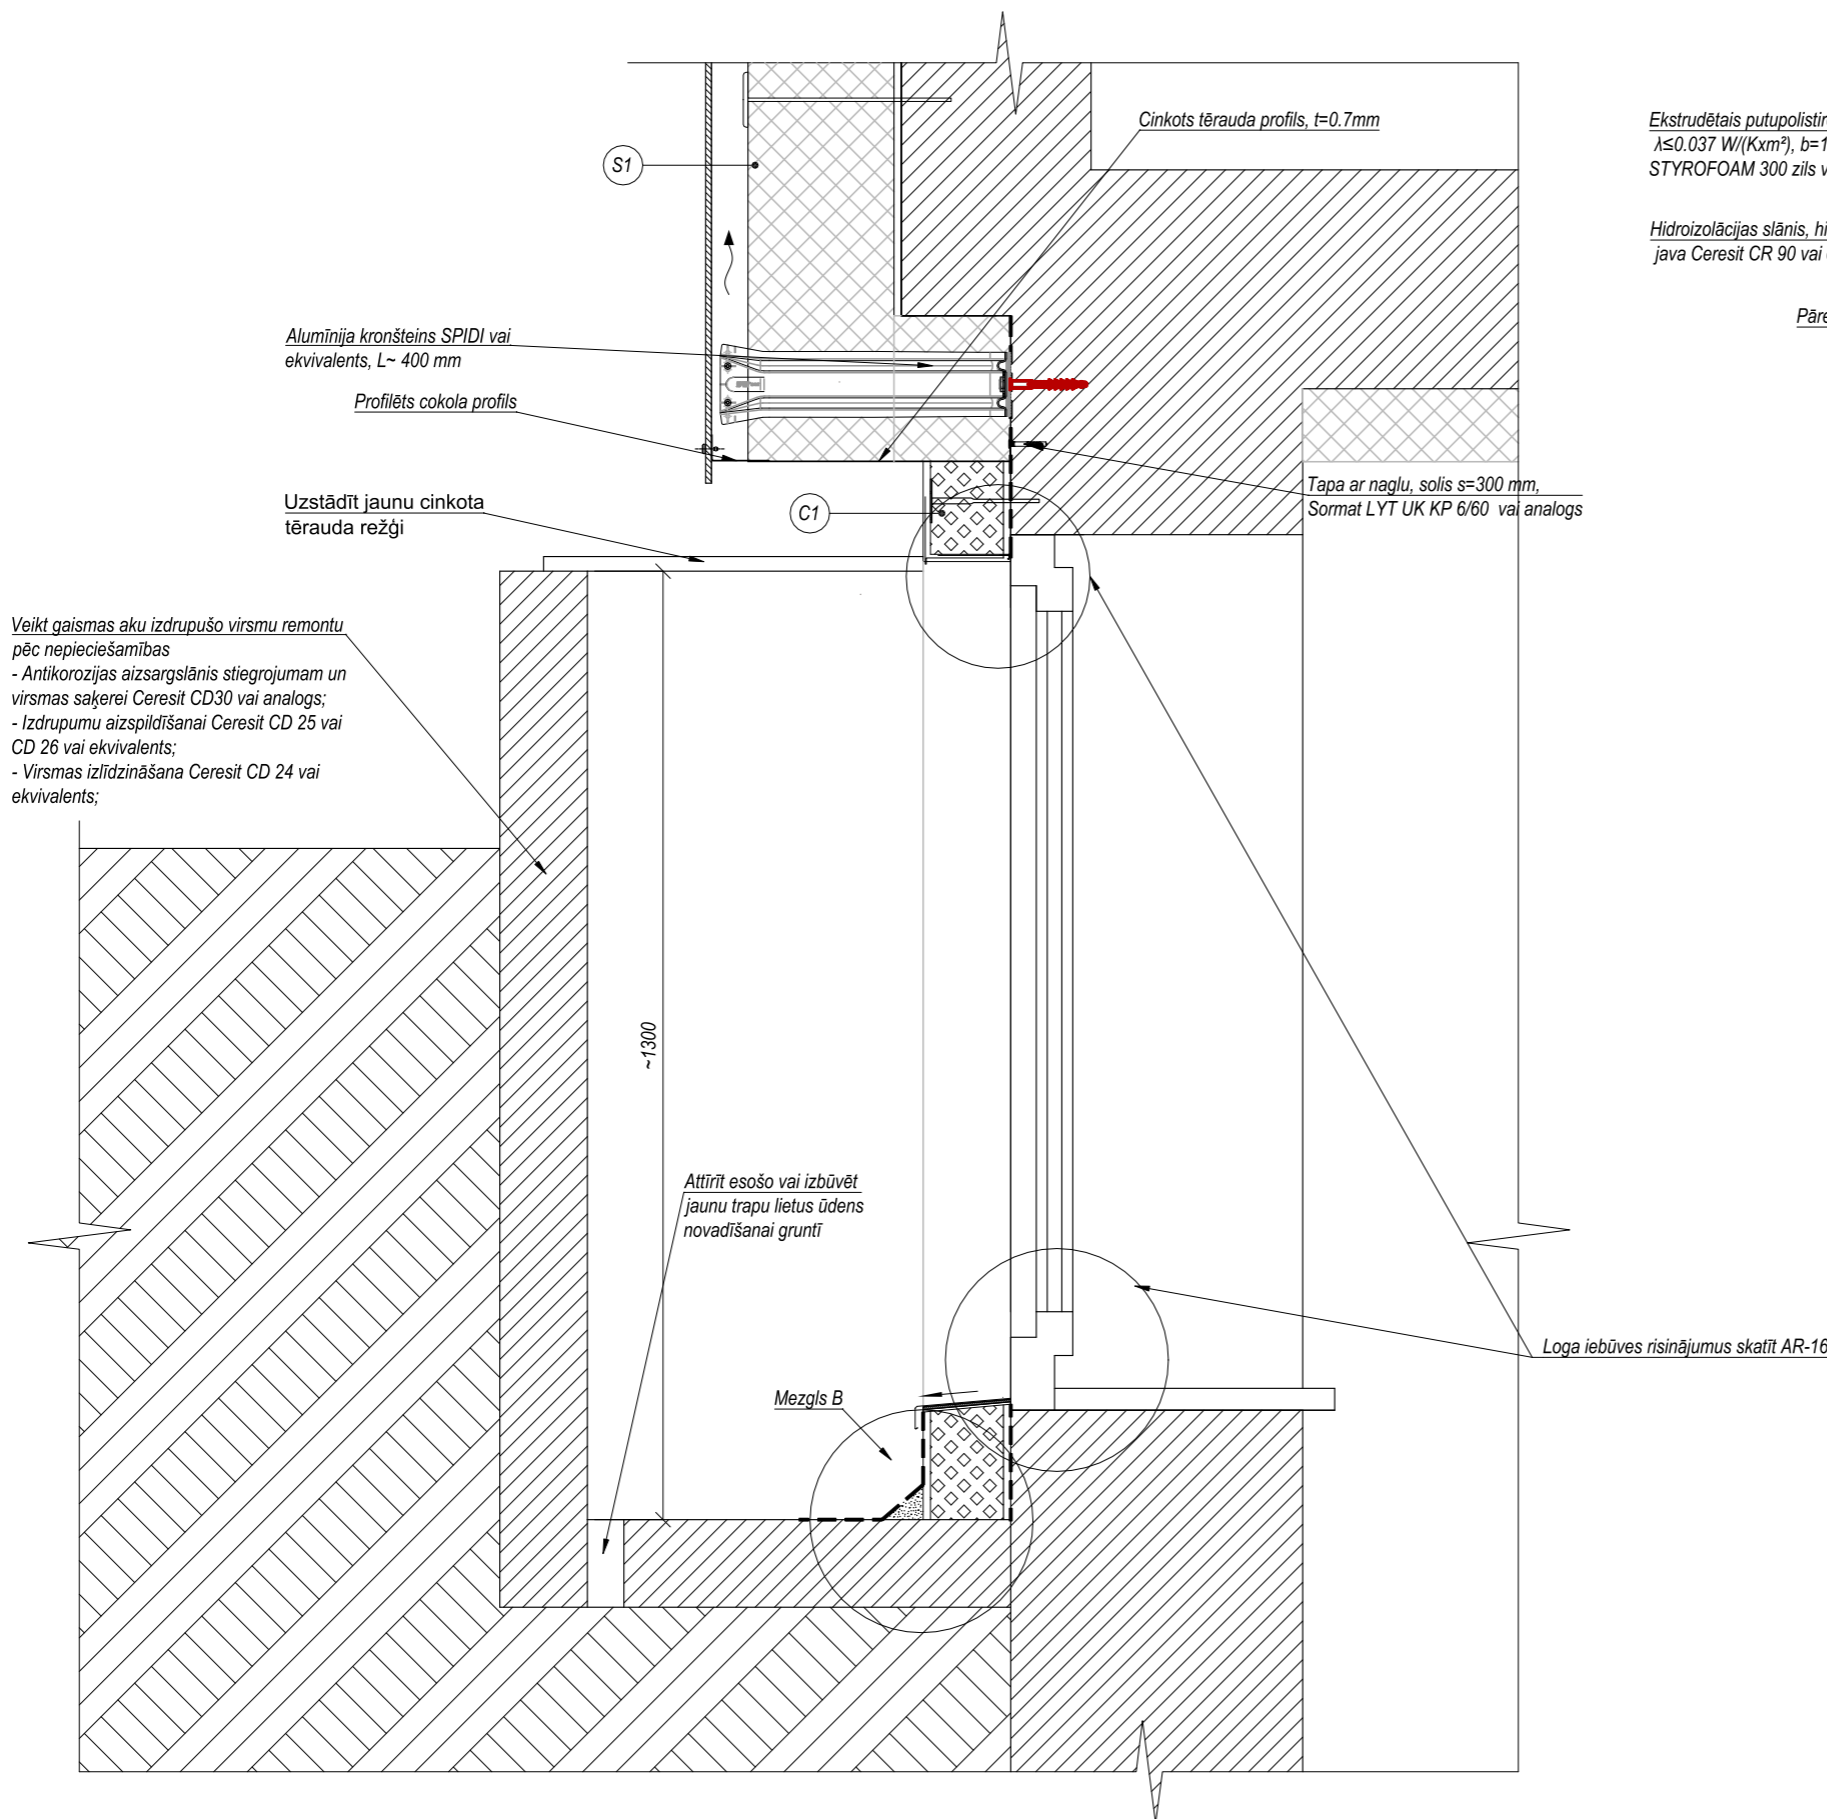 Cinkots tērauda profils, t=0.7mm
S1
Ekstrudētais
λ≤0.037 W/(Kxm²),
STYROFOAM 300 zils
Hidroizolācijas slānis,
java Ceresit CR 90 vai
Alumīnija kronšteins SPIDI vai
ekvivalents, L~ 400 mm
Profilēts cokola profils
Uzstādīt jaunu cinkota
tērauda režģi
C1
Tapa ar naglu, solis s=300 mm,
Sormat LYT UK KP 6/60 vai analogs
Veikt gaismas aku izdrupušo virsmu remontu
pēc nepieciešamības
- Antikorozijas aizsargslānis stiegrojumam un
virsmas saķerei Ceresit CD30 vai analogs;
- Izdrupumu aizspildīšanai Ceresit CD 25 vai
CD 26 vai ekvivalents;
- Virsmas izlīdzināšana Ceresit CD 24 vai
ekvivalents;
~1300
Attīrīt esošo vai izbūvēt
jaunu trapu lietus ūdens
novadīšanai gruntī
Loga iebūves risinājumus skatīt AR-16
Mezgls B